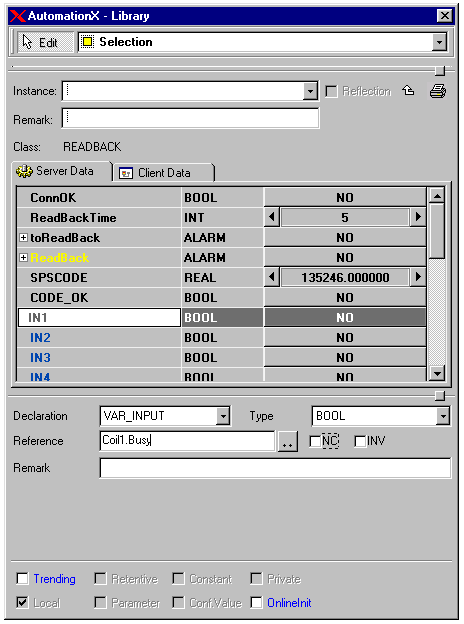 AutomationX - Library
Edit Selection
Instance: Reflection
Remark:
Class: READBACK
Server Data Client Data
ConnOK BOOL NO
ReadBackTime INT 5
toReadBack ALARM NO
ReadBack ALARM NO
SPSCODE REAL 135246.000000
CODE_OK BOOL NO
IN1 BOOL NO
IN2 BOOL NO
IN3 BOOL NO
IN4 BOOL NO
Declaration VAR_INPUT Type BOOL
Reference Coil1.Busy .. NC INV
Remark
Trending Retentive Constant Private
Local Parameter Conf.Value OnlineInit